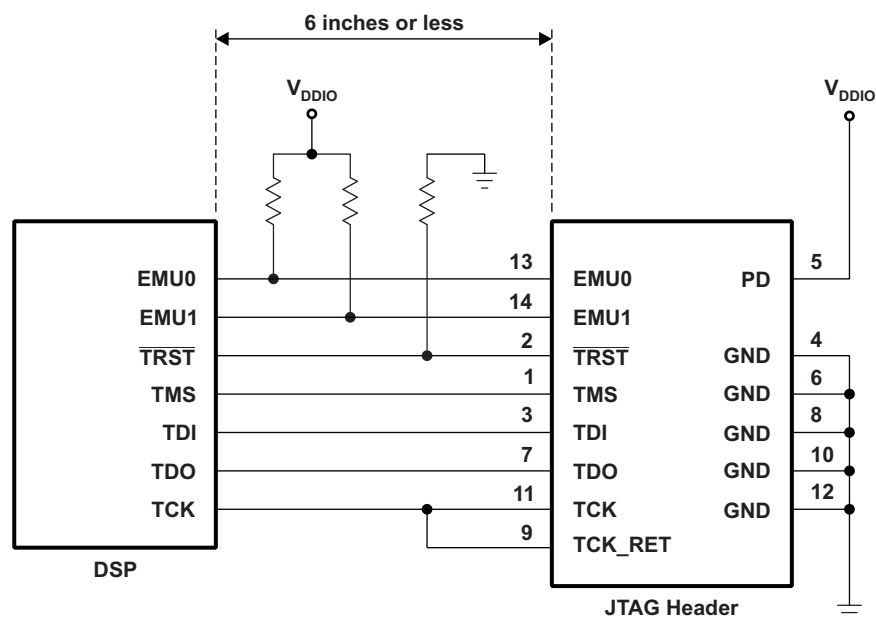 6 inches or less
VDDIO
VDDIO
13
EMU0
EMU0
PD
5
14
EMU1
EMU1
2
TRST
TRST
GND
4
1
TMS
TMS
GND
6
3
TDI
TDI
GND
8
7
TDO
TDO
GND
10
11
TCK
TCK
GND
12
9
TCK_RET
DSP
JTAG Header